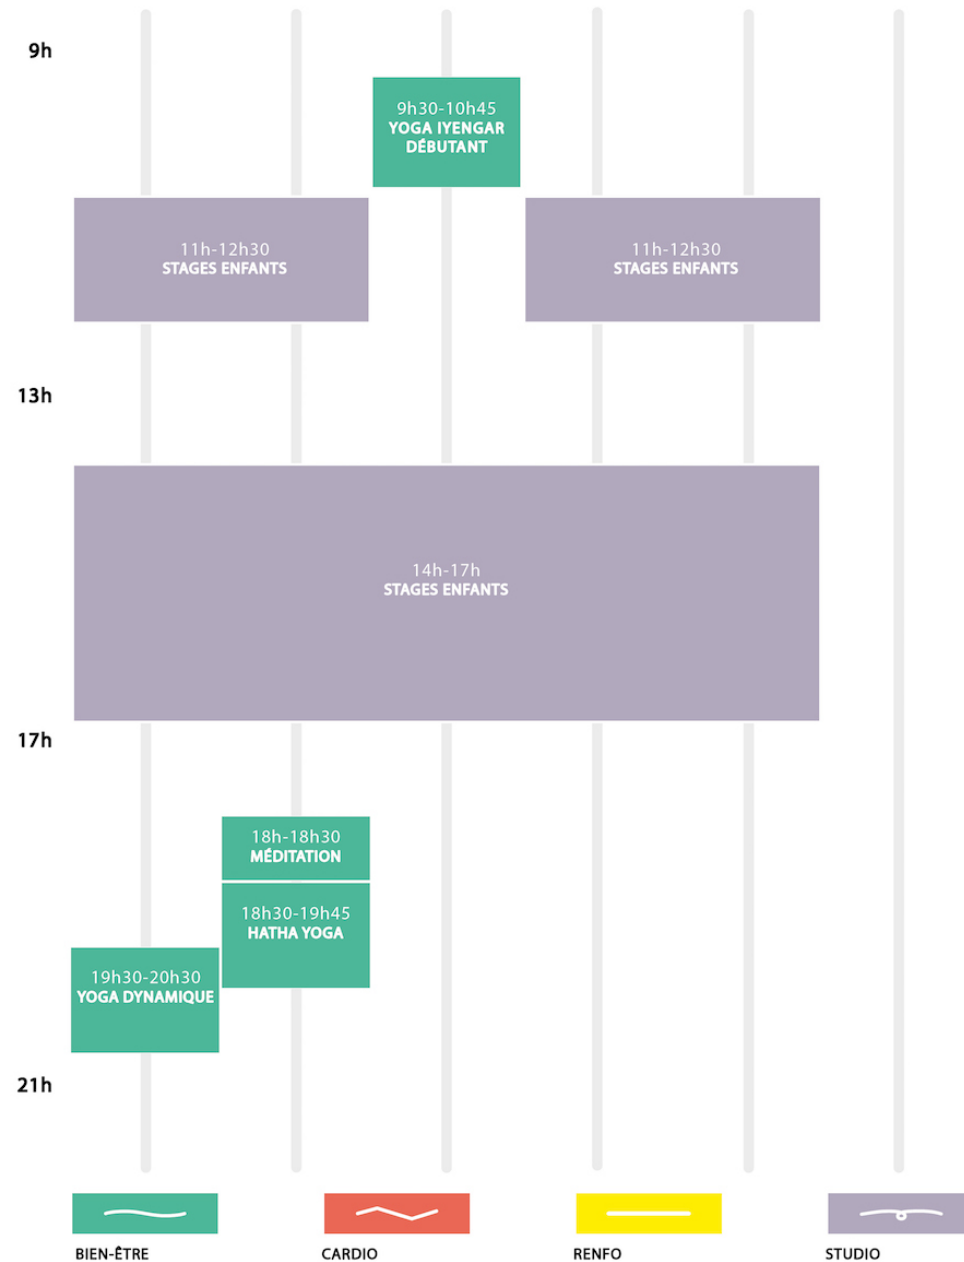 9h
9h30-10h45
YOGA IYENGAR
DÉBUTANT
11h-12h30
STAGES ENFANTS
11h-12h30
STAGES ENFANTS
13h
14h-17h
STAGES ENFANTS
17h
18h-18h30
MÉDITATION
18h30-19h45
HATHA YOGA
19h30-20h30
YOGA DYNAMIQUE
21h
BIEN-ÊTRE
CARDIO
RENFO
STUDIO